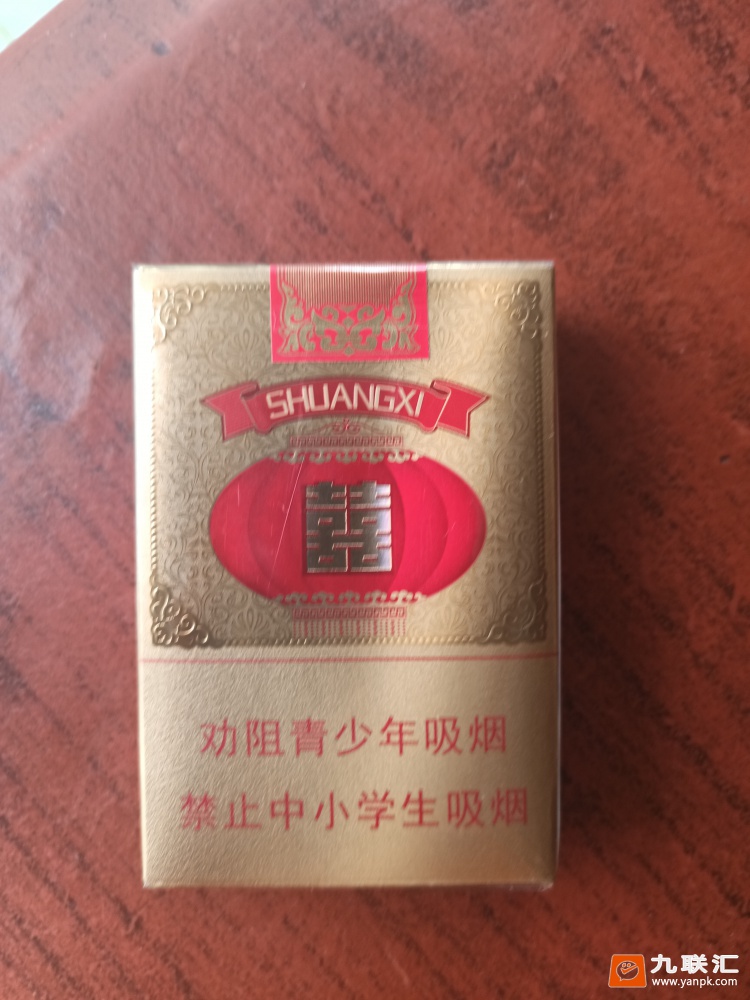 SHUANGXI
囍
劝阻青少年吸烟
禁止中小学生吸烟
九联汇
www.yanpk.com